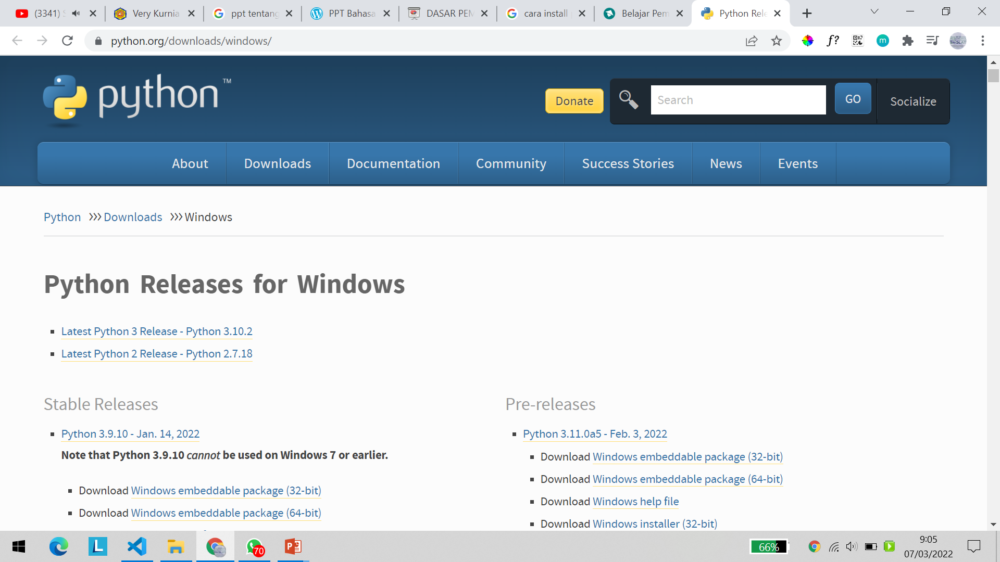 (3341) S
Very Kurnia
ppt tentang
PPT Bahasa
DASAR PEM
cara install
Belajar Pem
Python Rele
python.org/downloads/windows/
f?
m
SHOLAT
python™
Donate
Search
GO
Socialize
About
Downloads
Documentation
Community
Success Stories
News
Events
Python >>> Downloads >>> Windows
Python Releases for Windows
Latest Python 3 Release - Python 3.10.2
Latest Python 2 Release - Python 2.7.18
Stable Releases
Python 3.9.10 - Jan. 14, 2022
Note that Python 3.9.10 cannot be used on Windows 7 or earlier.
Download Windows embeddable package (32-bit)
Download Windows embeddable package (64-bit)
Pre-releases
Python 3.11.0a5 - Feb. 3, 2022
Download Windows embeddable package (32-bit)
Download Windows embeddable package (64-bit)
Download Windows help file
Download Windows installer (32-bit)
L
70
P
66%
9:05
07/03/2022